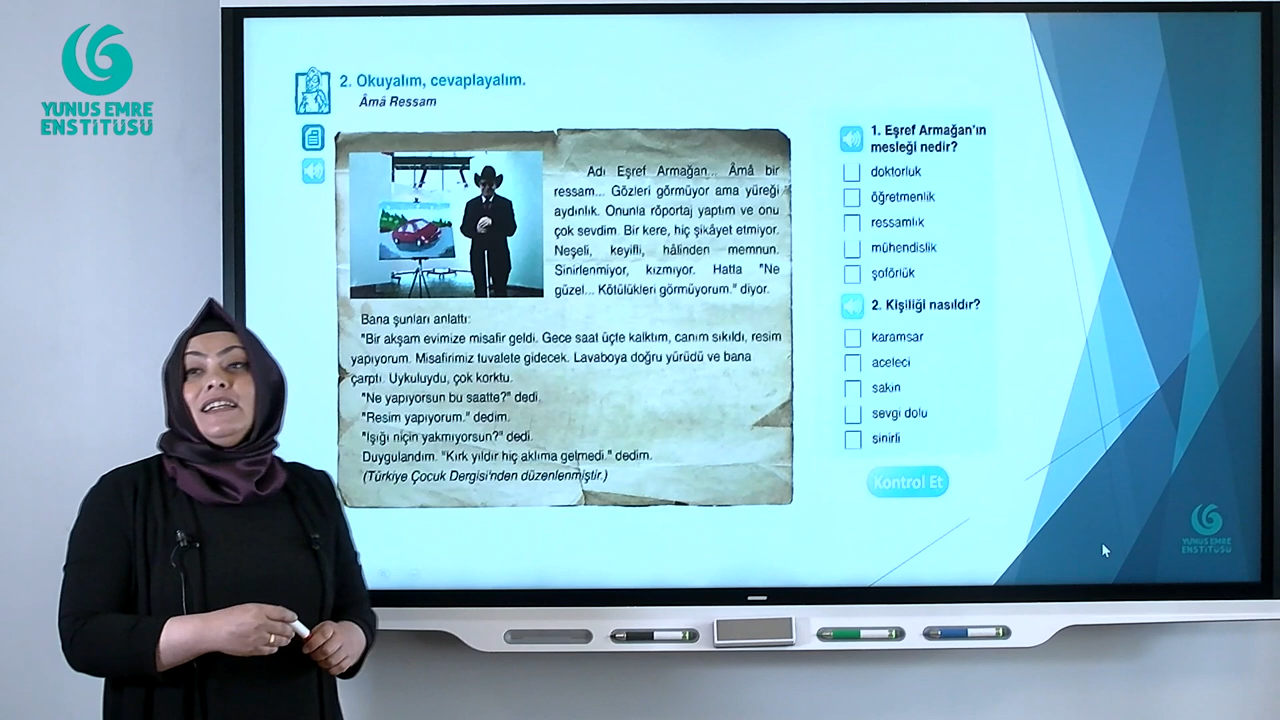 YUNUS EMRE
ENSTİTÜSÜ
2. Okuyalım, cevaplayalım.
Âmâ Ressam
Adı Eşref Armağan... Âmâ bir
ressam... Gözleri görmüyor ama yüreği
aydınlık. Onunla röportaj yaptım ve onu
çok sevdim. Bir kere, hiç şikâyet etmiyor.
Neşeli, keyifli, hâlinden memnun.
Sinirlenmiyor, kızmıyor. Hatta "Ne
güzel... Kötülükleri görmüyorum." diyor.
Bana şunları anlattı:
"Bir akşam evimize misafir geldi. Gece saat üçte kalktım, canım sıkıldı, resim
yapıyorum. Misafirimiz tuvalete gidecek. Lavaboya doğru yürüdü ve bana
çarptı. Uykuluydu, çok korktu.
"Ne yapıyorsun bu saatte?" dedi.
"Resim yapıyorum." dedim.
"Işığı niçin yakmıyorsun?" dedi.
Duygulandım. "Kırk yıldır hiç aklıma gelmedi." dedim.
(Türkiye Çocuk Dergisi'nden düzenlenmiştir.)
1. Eşref Armağan'ın
mesleği nedir?
doktorluk
öğretmenlik
ressamlık
mühendislik
şoförlük
2. Kişiliği nasıldır?
karamsar
aceleci
sakin
sevgi dolu
sinirli
Kontrol Et
YUNUS EMRE
ENSTİTÜSÜ